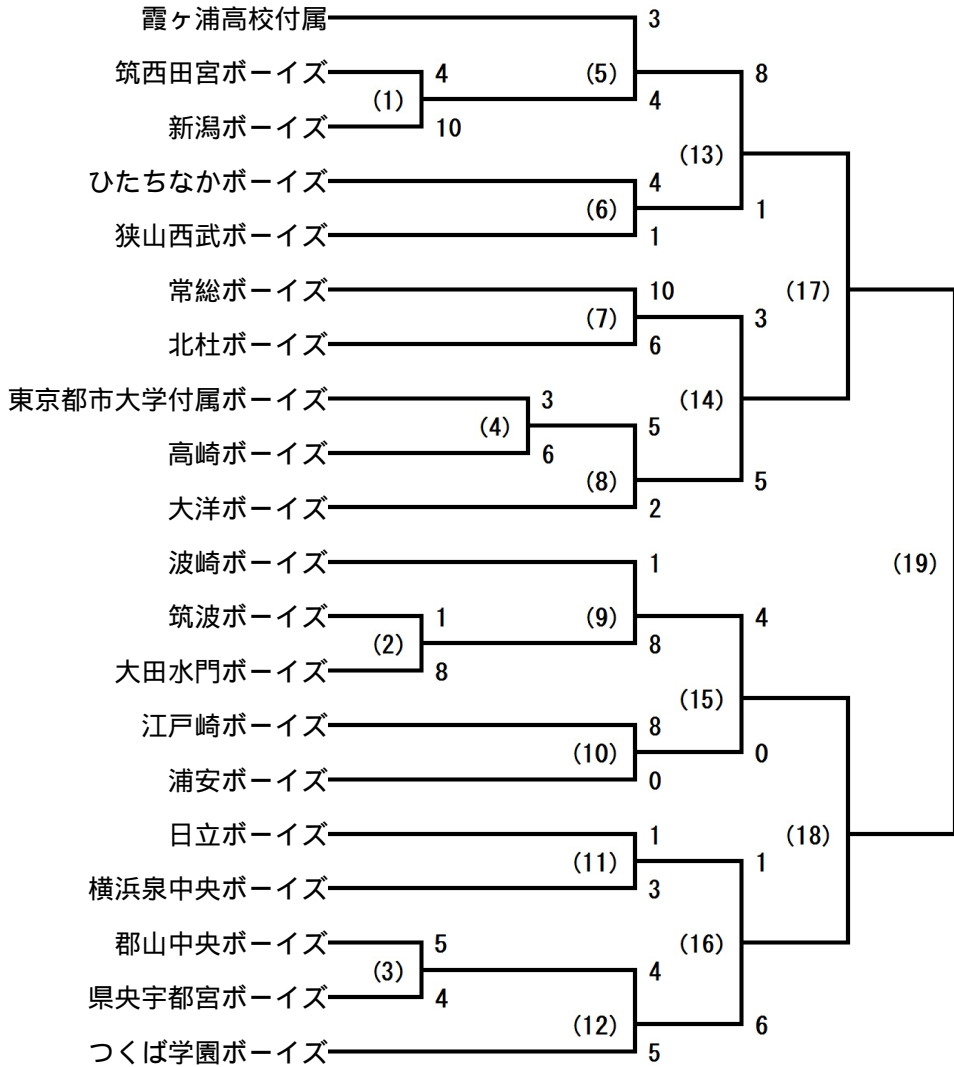 霞ヶ浦高校付属 3
筑西田宮ボーイズ 4 (5) 8
(1) 4
新潟ボーイズ 10
(13)
ひたちなかボーイズ 4
(6) 1
狭山西武ボーイズ 1
常総ボーイズ 10 (17)
(7) 3
北杜ボーイズ 6
東京都市大学付属ボーイズ 3 (14)
(4) 5
高崎ボーイズ 6
(8) 5
大洋ボーイズ 2
波崎ボーイズ 1 (19)
筑波ボーイズ 1 (9) 4
(2) 8
大田水門ボーイズ 8
(15)
江戸崎ボーイズ 8
(10) 0
浦安ボーイズ 0
日立ボーイズ 1 (18)
(11) 1
横浜泉中央ボーイズ 3
郡山中央ボーイズ 5 (16)
(3) 4
県央宇都宮ボーイズ 4
(12) 6
つくば学園ボーイズ 5